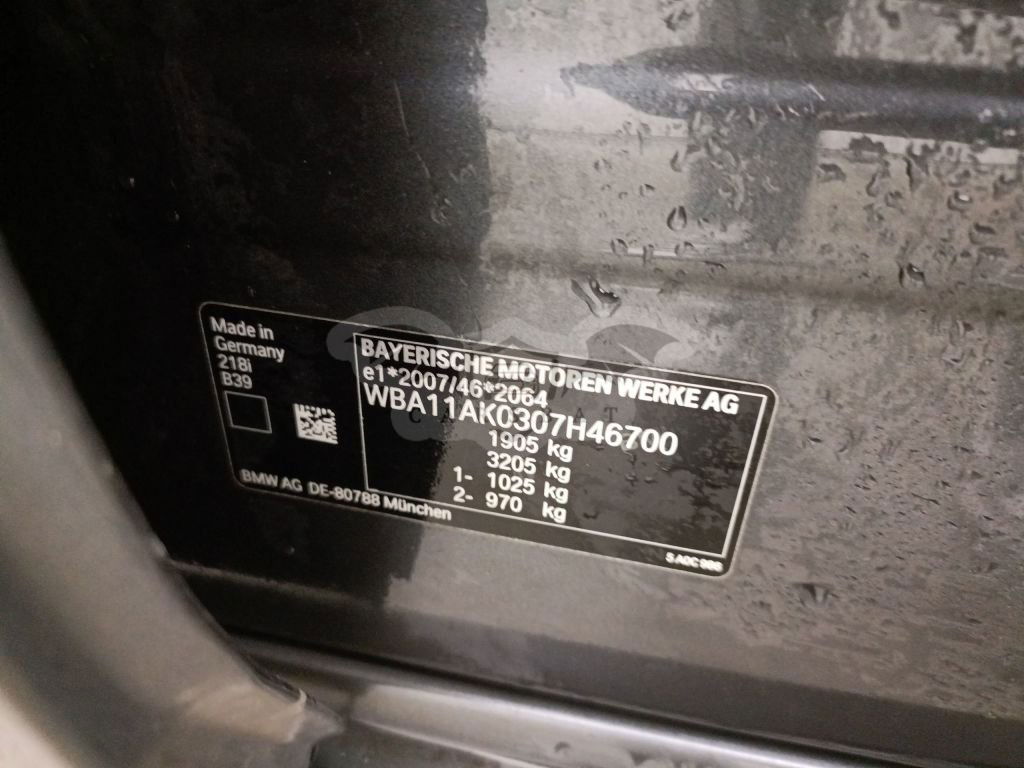 Made in
Germany
218i
B39
BMW AG DE-80788 München
BAYERISCHE MOTOREN WERKE AG
e1*2007/46*2064
WBA11AK0307H46700
1905 kg
3205 kg
1- 1025 kg
2- 970 kg